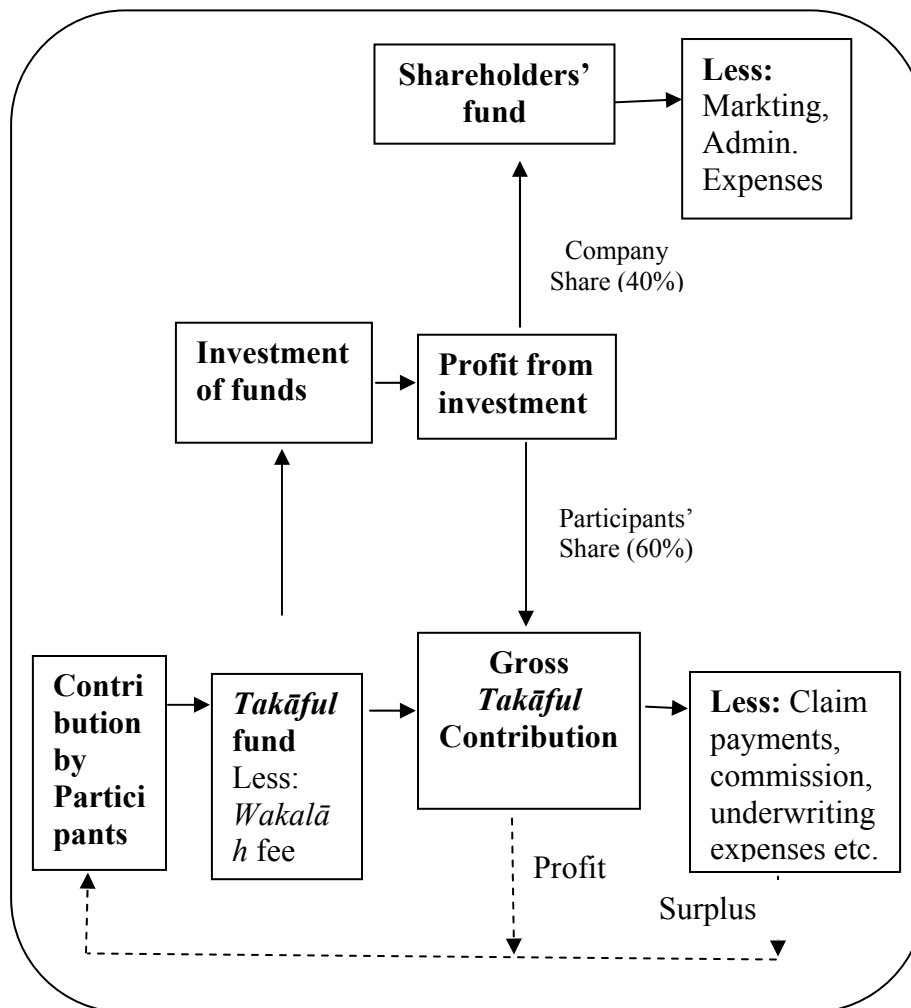 Shareholders’
fund
Less:
Markting,
Admin.
Expenses
Company
Share (40%)
Investment
of funds
Profit from
investment
Participants’
Share (60%)
Contri
bution
by
Partici
pants
Takāful
fund
Less:
Wakalā
h fee
Gross
Takāful
Contribution
Less: Claim
payments,
commission,
underwriting
expenses etc.
Profit
Surplus